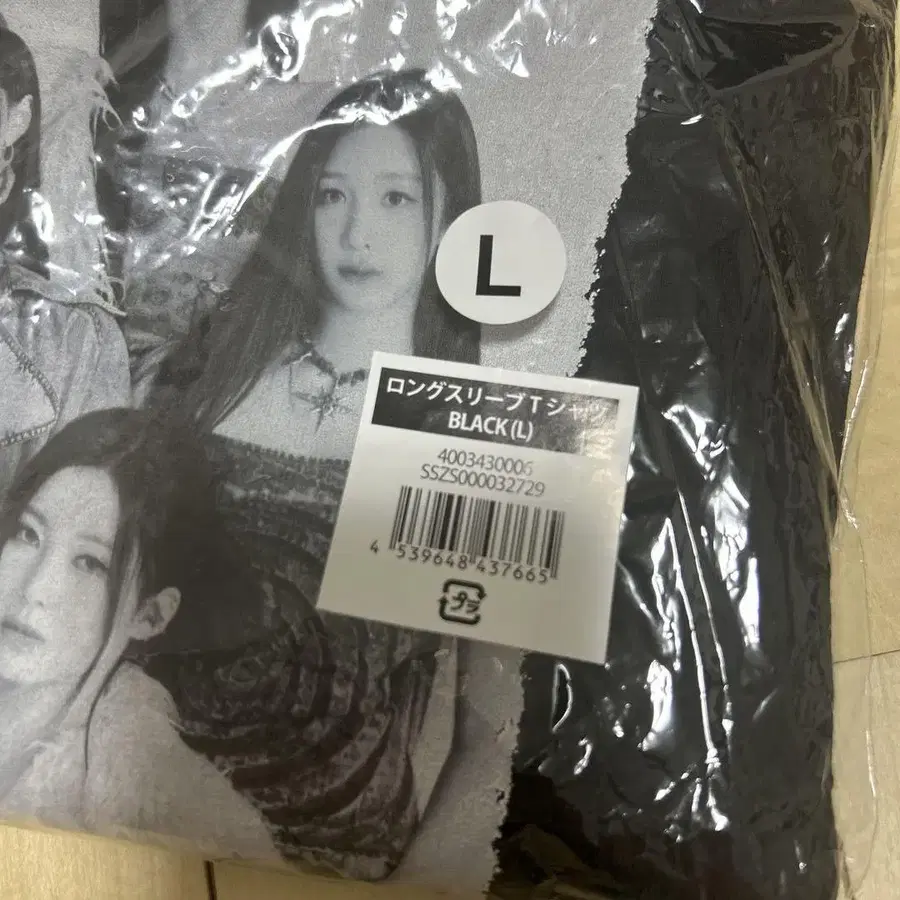 L
ロングスリーブTシャツ
BLACK(L)
4003430006
SSZS000032729
4 539648 437665
プラ